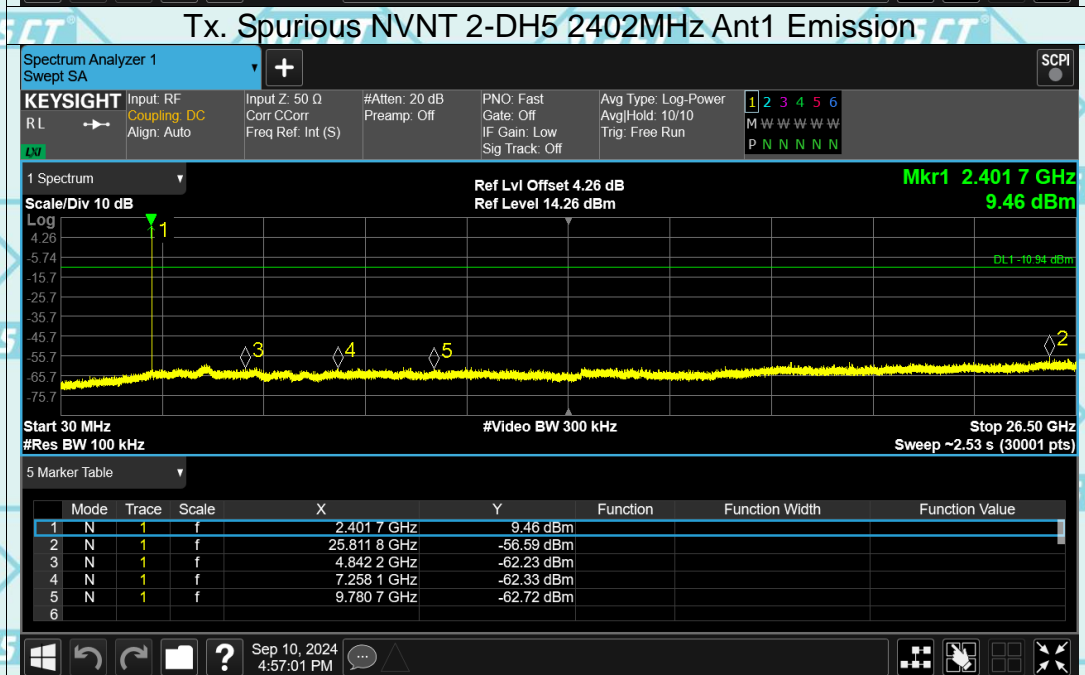 Tx. Spurious NVNT 2-DH5 2402MHz Ant1 Emission
Spectrum Analyzer 1
Swept SA
+
SCPI
KEYSIGHT
R L
LXI
Input: RF
Coupling: DC
Align: Auto
Input Z: 50 Ω
Corr CCorr
Freq Ref: Int (S)
#Atten: 20 dB
Preamp: Off
PNO: Fast
Gate: Off
IF Gain: Low
Sig Track: Off
Avg Type: Log-Power
Avg|Hold: 10/10
Trig: Free Run
1 2 3 4 5 6
M W W W W W
P N N N N N
1 Spectrum
Scale/Div 10 dB
Ref Lvl Offset 4.26 dB
Ref Level 14.26 dBm
Mkr1 2.401 7 GHz
9.46 dBm
Log
4.26
-5.74
-15.7
-25.7
-35.7
-45.7
-55.7
-65.7
-75.7
1
DL1 -10.94 dBm
3
4
5
2
Start 30 MHz
#Res BW 100 kHz
#Video BW 300 kHz
Stop 26.50 GHz
Sweep ~2.53 s (30001 pts)
5 Marker Table
Mode Trace Scale X Y Function Function Width Function Value
1 N 1 f 2.401 7 GHz 9.46 dBm
2 N 1 f 25.811 8 GHz -56.59 dBm
3 N 1 f 4.842 2 GHz -62.23 dBm
4 N 1 f 7.258 1 GHz -62.33 dBm
5 N 1 f 9.780 7 GHz -62.72 dBm
6
?
Sep 10, 2024
4:57:01 PM